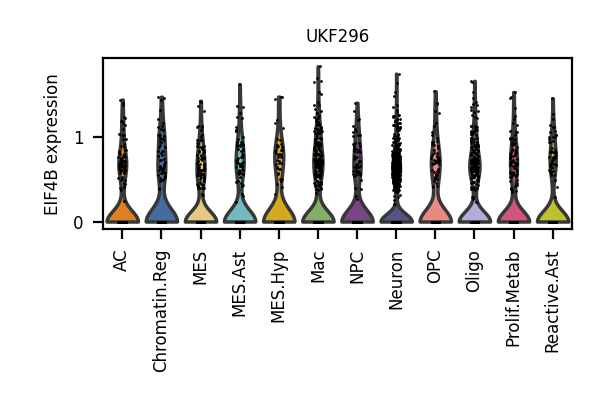 UKF296
EIF4B expression
1
0
AC
Chromatin.Reg
MES
MES.Ast
MES.Hyp
Mac
NPC
Neuron
OPC
Oligo
Prolif.Metab
Reactive.Ast